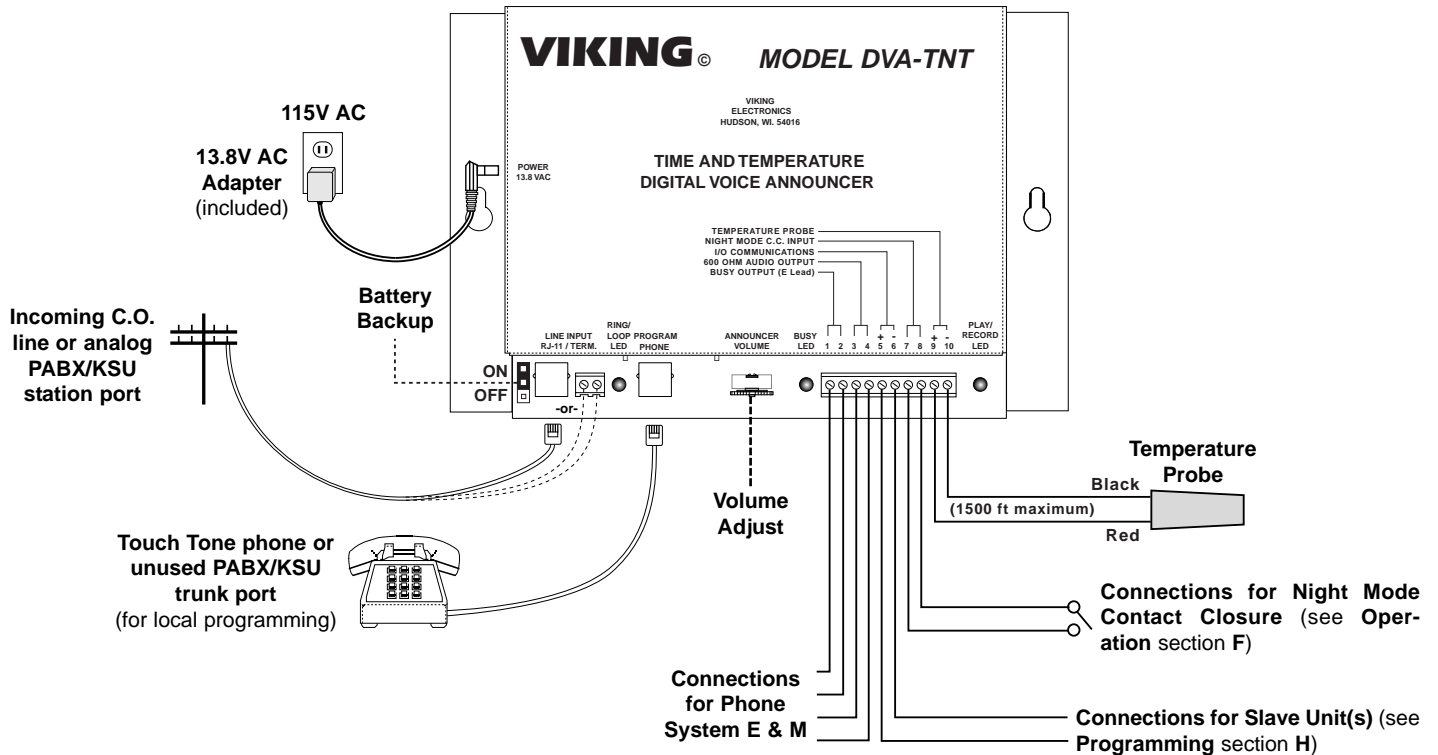 VIKING © MODEL DVA-TNT
VIKING
ELECTRONICS
HUDSON, WI. 54016
TIME AND TEMPERATURE
DIGITAL VOICE ANNOUNCER
115V AC
13.8V AC
Adapter
(included)
POWER
13.8 VAC
TEMPERATURE PROBE
NIGHT MODE C.C. INPUT
I/O COMMUNICATIONS
600 OHM AUDIO OUTPUT
BUSY OUTPUT (E Lead)
Battery
Backup
Incoming C.O.
line or analog
PABX/KSU
station port
LINE INPUT
RJ-11 / TERM.
RING/
LOOP
LED
PROGRAM
PHONE
ANNOUNCER
VOLUME
BUSY
LED
+ - + -
1 2 3 4 5 6 7 8 9 10
PLAY/
RECORD
LED
ON
OFF
-or-
Volume
Adjust
Temperature
Probe
Black
(1500 ft maximum)
Red
Touch Tone phone or
unused PABX/KSU
trunk port
(for local programming)
Connections for Night Mode
Contact Closure (see Oper-
ation section F)
Connections
for Phone
System E & M
Connections for Slave Unit(s) (see
Programming section H)